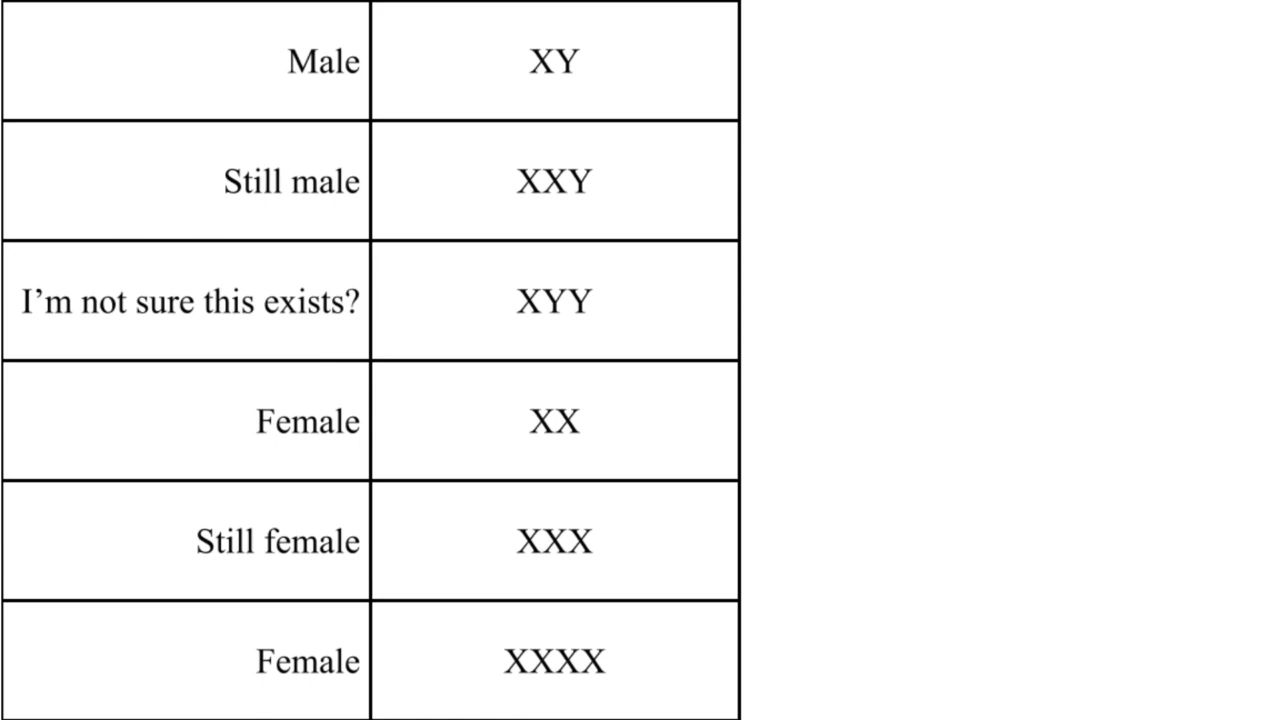 Male XY
Still male XXY
I’m not sure this exists? XYY
Female XX
Still female XXX
Female XXXX